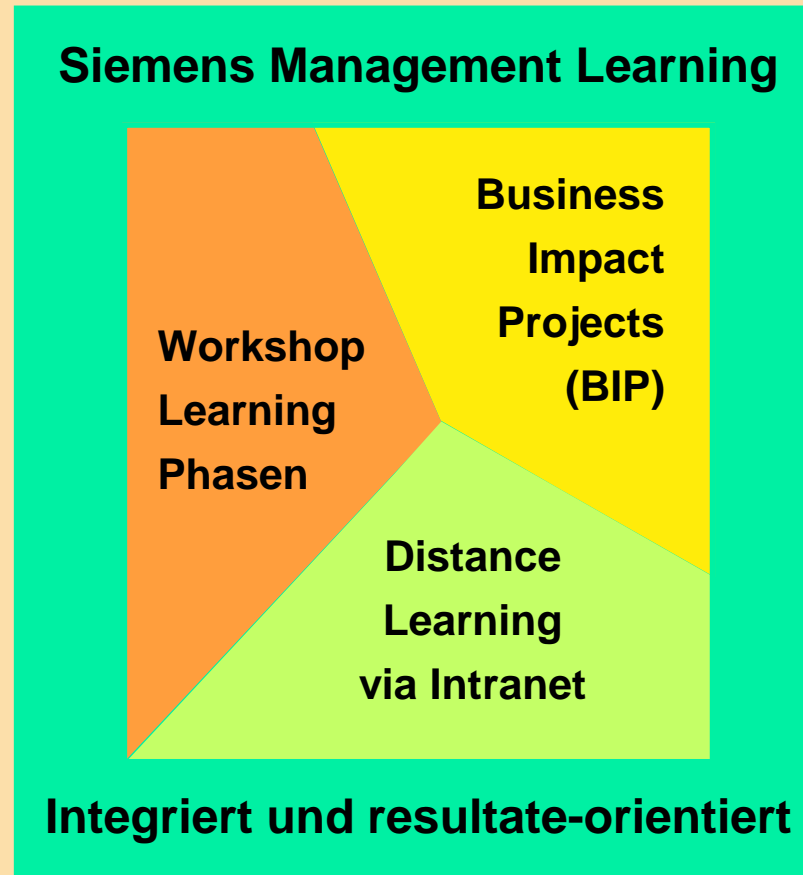 Siemens Management Learning
Business
Impact
Projects
(BIP)
Workshop
Learning
Phasen
Distance
Learning
via Intranet
Integriert und resultate-orientiert